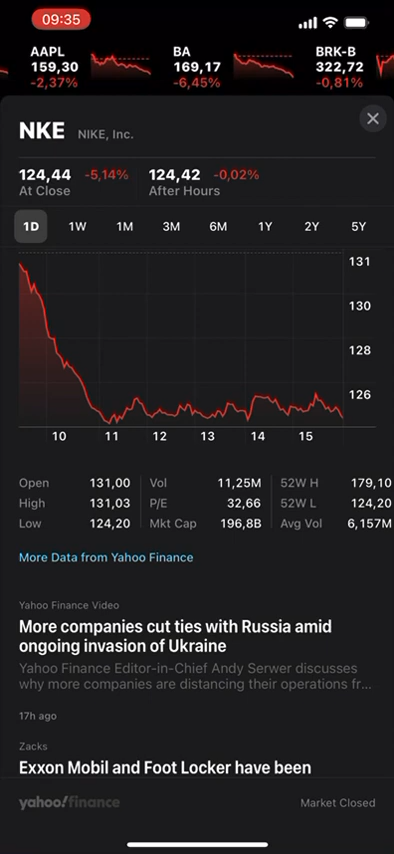 09:35
AAPL
159,30
-2,37%
BA
169,17
-6,45%
BRK-B
322,72
-0,81%
NKE NIKE, Inc.
124,44 -5,14%
At Close
124,42 -0,02%
After Hours
1D 1W 1M 3M 6M 1Y 2Y 5Y
131
130
128
126
10 11 12 13 14 15
Open 131,00 Vol 11,25M 52W H 179,10
High 131,03 P/E 32,66 52W L 124,20
Low 124,20 Mkt Cap 196,8B Avg Vol 6,157M
More Data from Yahoo Finance
Yahoo Finance Video
More companies cut ties with Russia amid
ongoing invasion of Ukraine
Yahoo Finance Editor-in-Chief Andy Serwer discusses
why more companies are distancing their operations fr...
17h ago
Zacks
Exxon Mobil and Foot Locker have been
yahoo!finance Market Closed